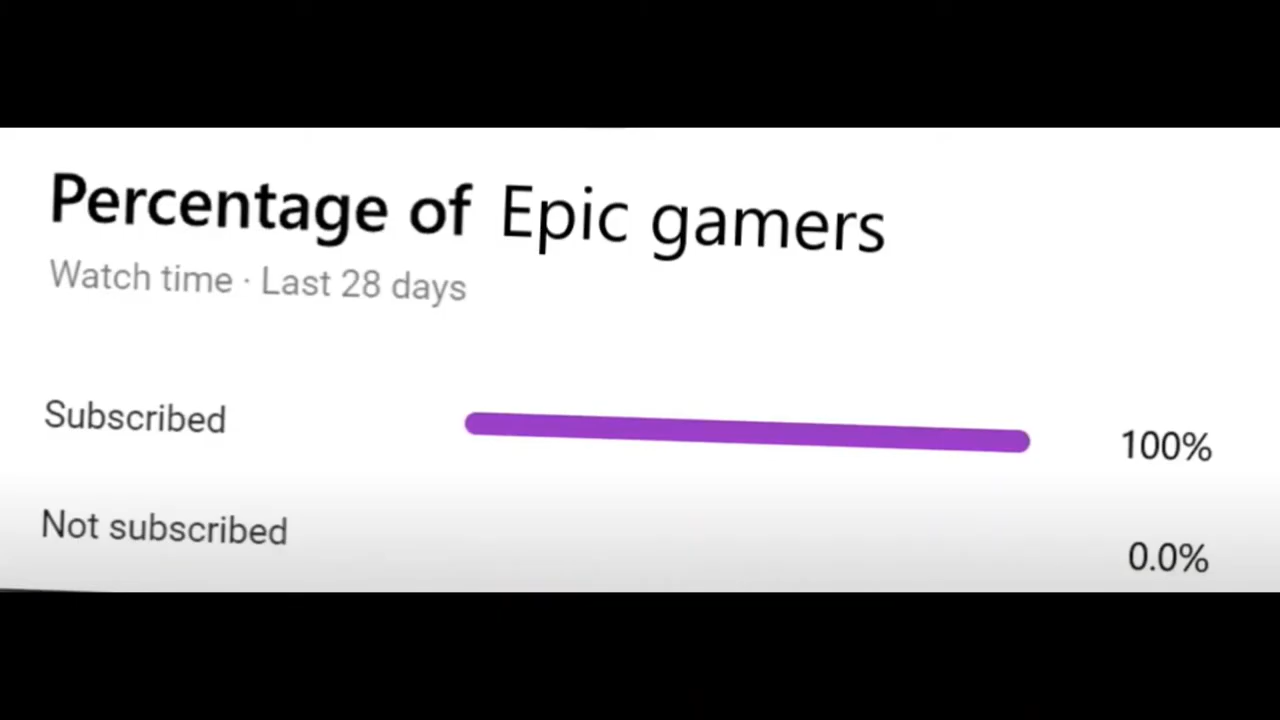 Percentage of Epic gamers
Watch time · Last 28 days
Subscribed 100%
Not subscribed 0.0%